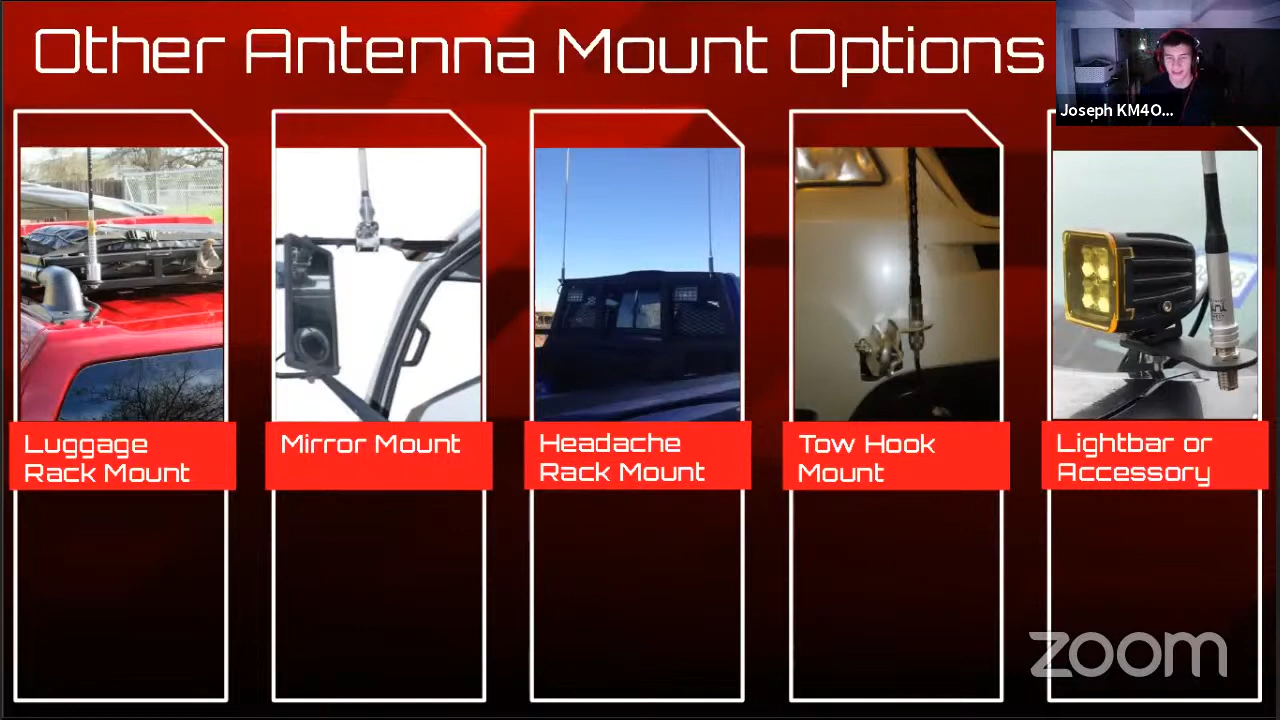 Other Antenna Mount Options
Joseph KM4O...
Luggage
Rack Mount
Mirror Mount
Headache
Rack Mount
Tow Hook
Mount
Lightbar or
Accessory
zoom